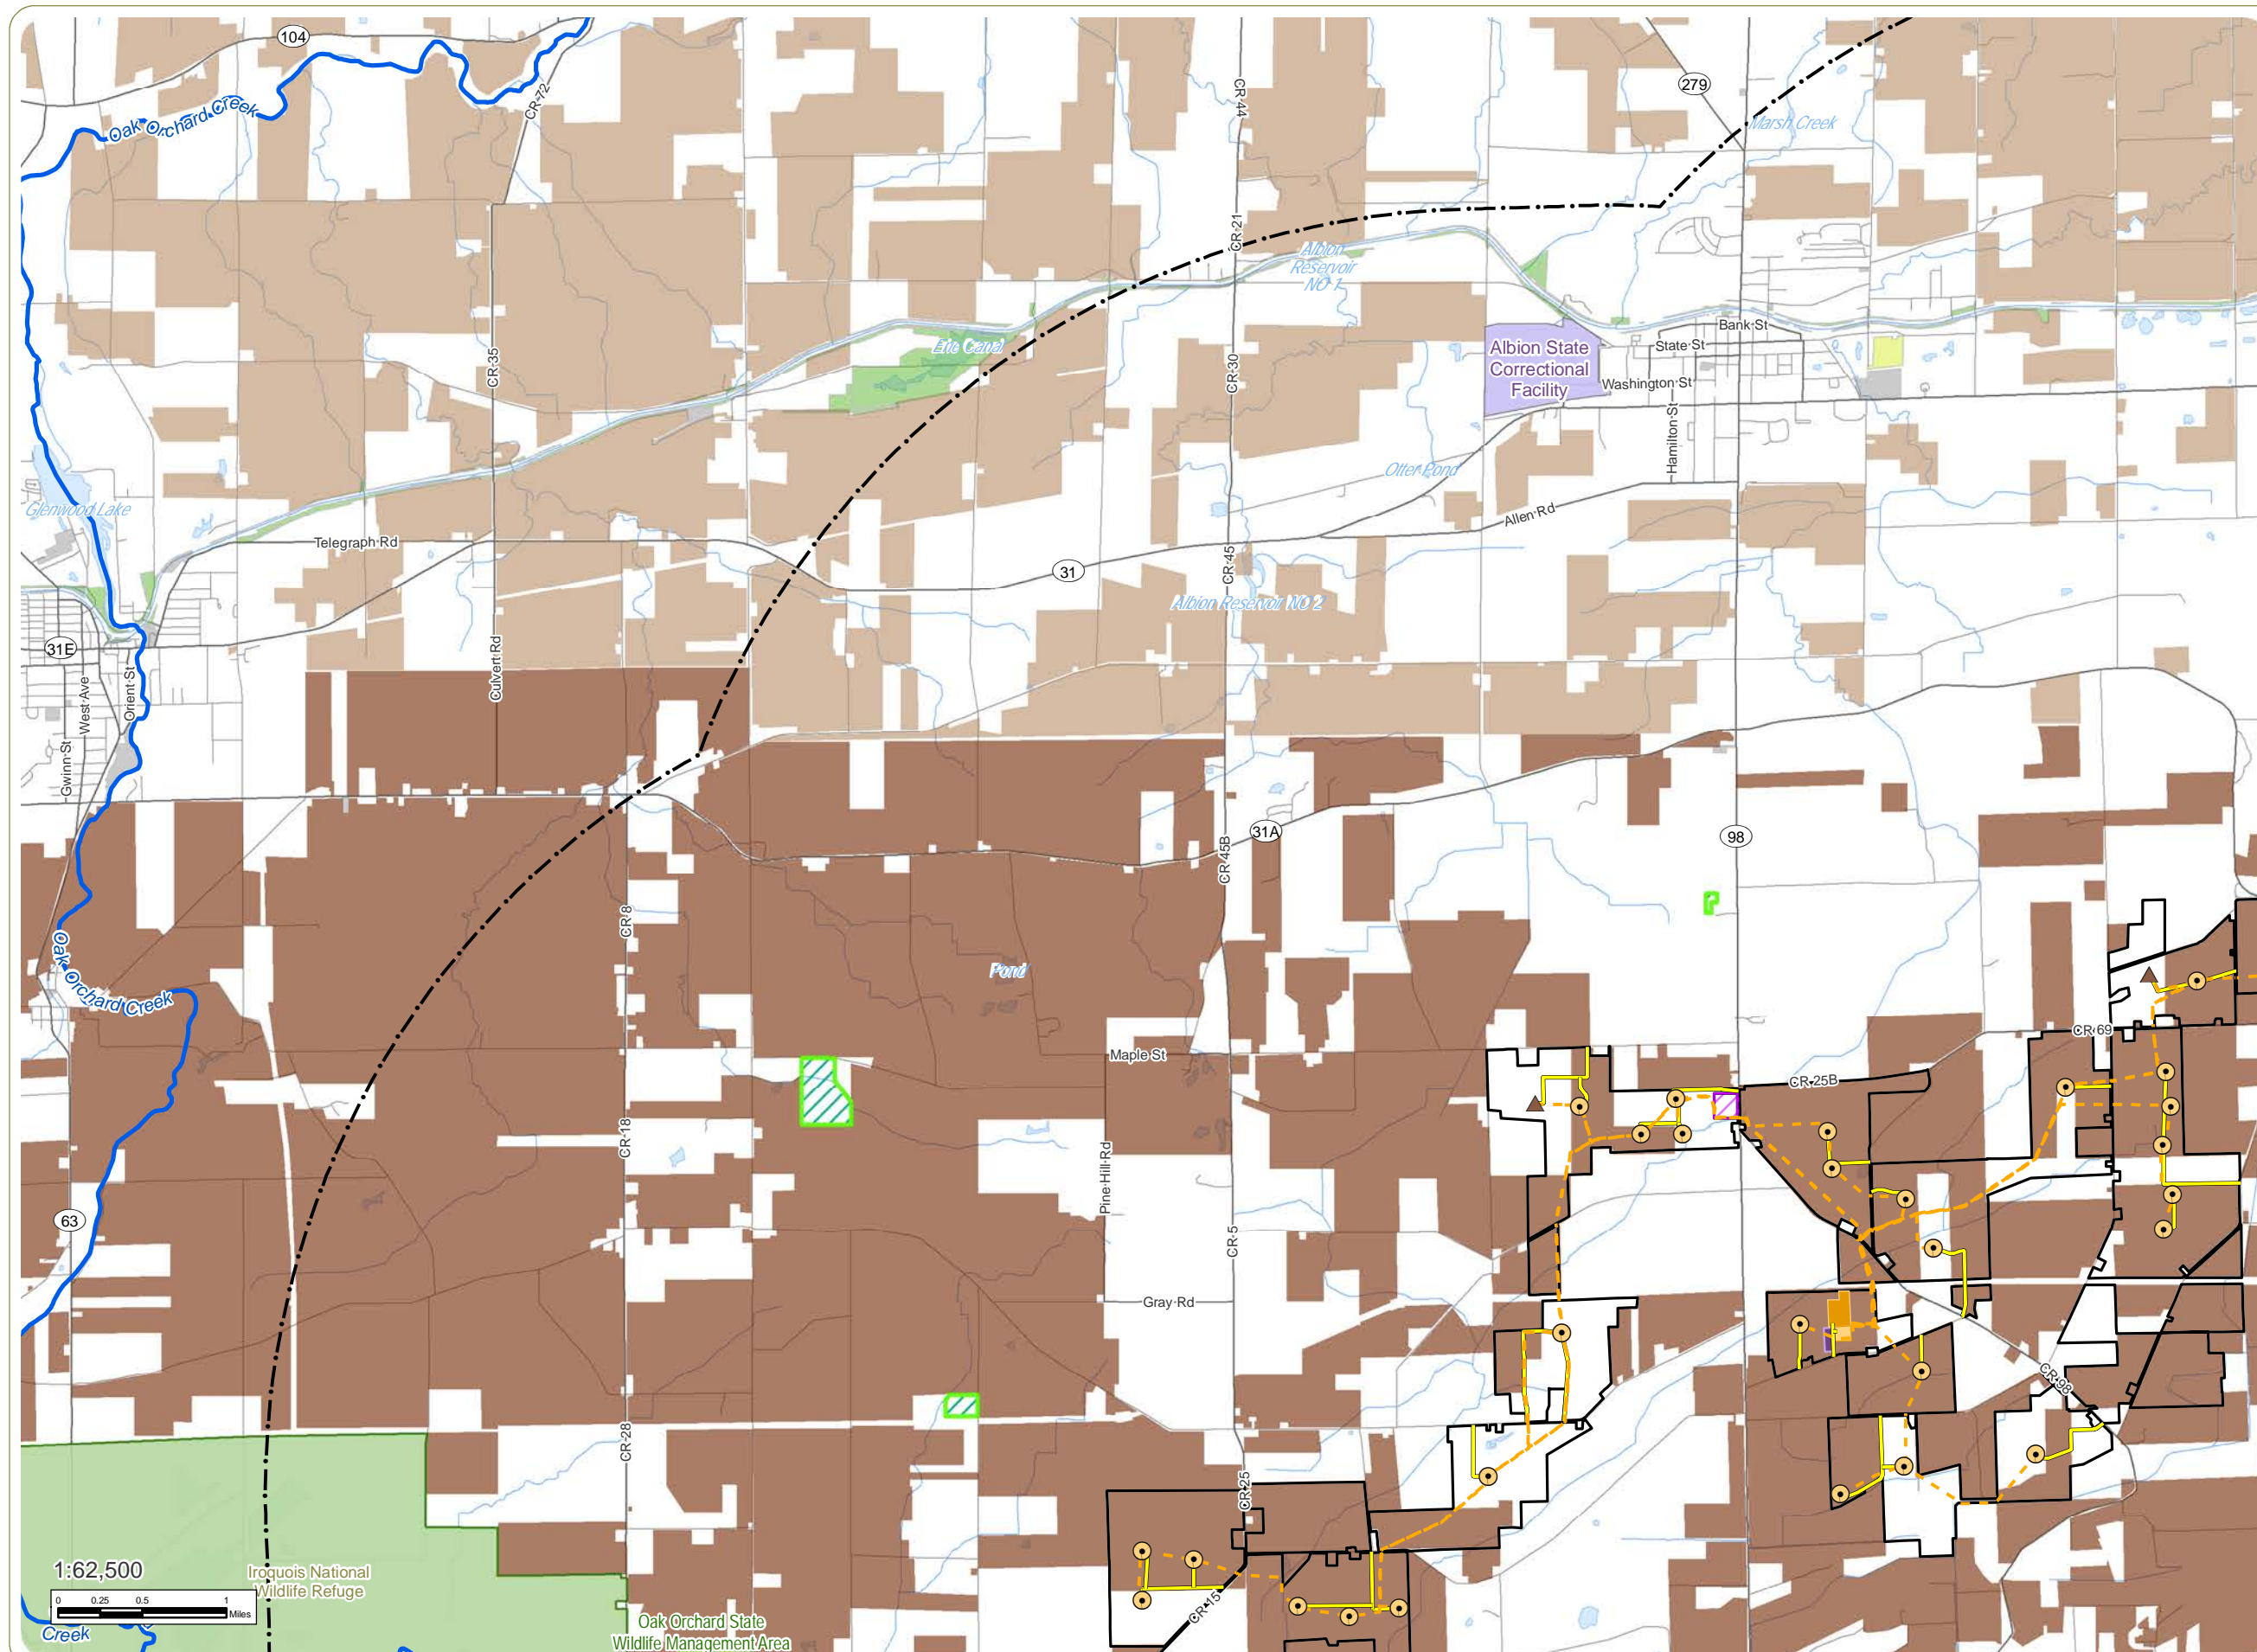 104
Oak Orchard Creek
CR 72
CR 44
279
Marsh Creek
CR 21
Albion
Reservoir
NO 1
Bank St
State St
Albion State
Correctional
Facility
Washington St
Hamilton St
Erie Canal
CR 35
CR 30
Otter Pond
Allen Rd
Glenwood Lake
Telegraph Rd
31
CR 45
Albion Reservoir NO 2
31E
Culvert Rd
Orient St
West Ave
Gwinn St
31A
98
CR 45B
CR 8
Oak Orchard Creek
Pond
CR 69
Maple St
CR 25B
CR 18
Pine Hill Rd
63
CR 5
Gray Rd
CR 98
CR 28
CR 25
CR 15
1:62,500
0 0.25 0.5 1
Miles
Iroquois National
Wildlife Refuge
Oak Orchard State
Wildlife Management Area
Creek